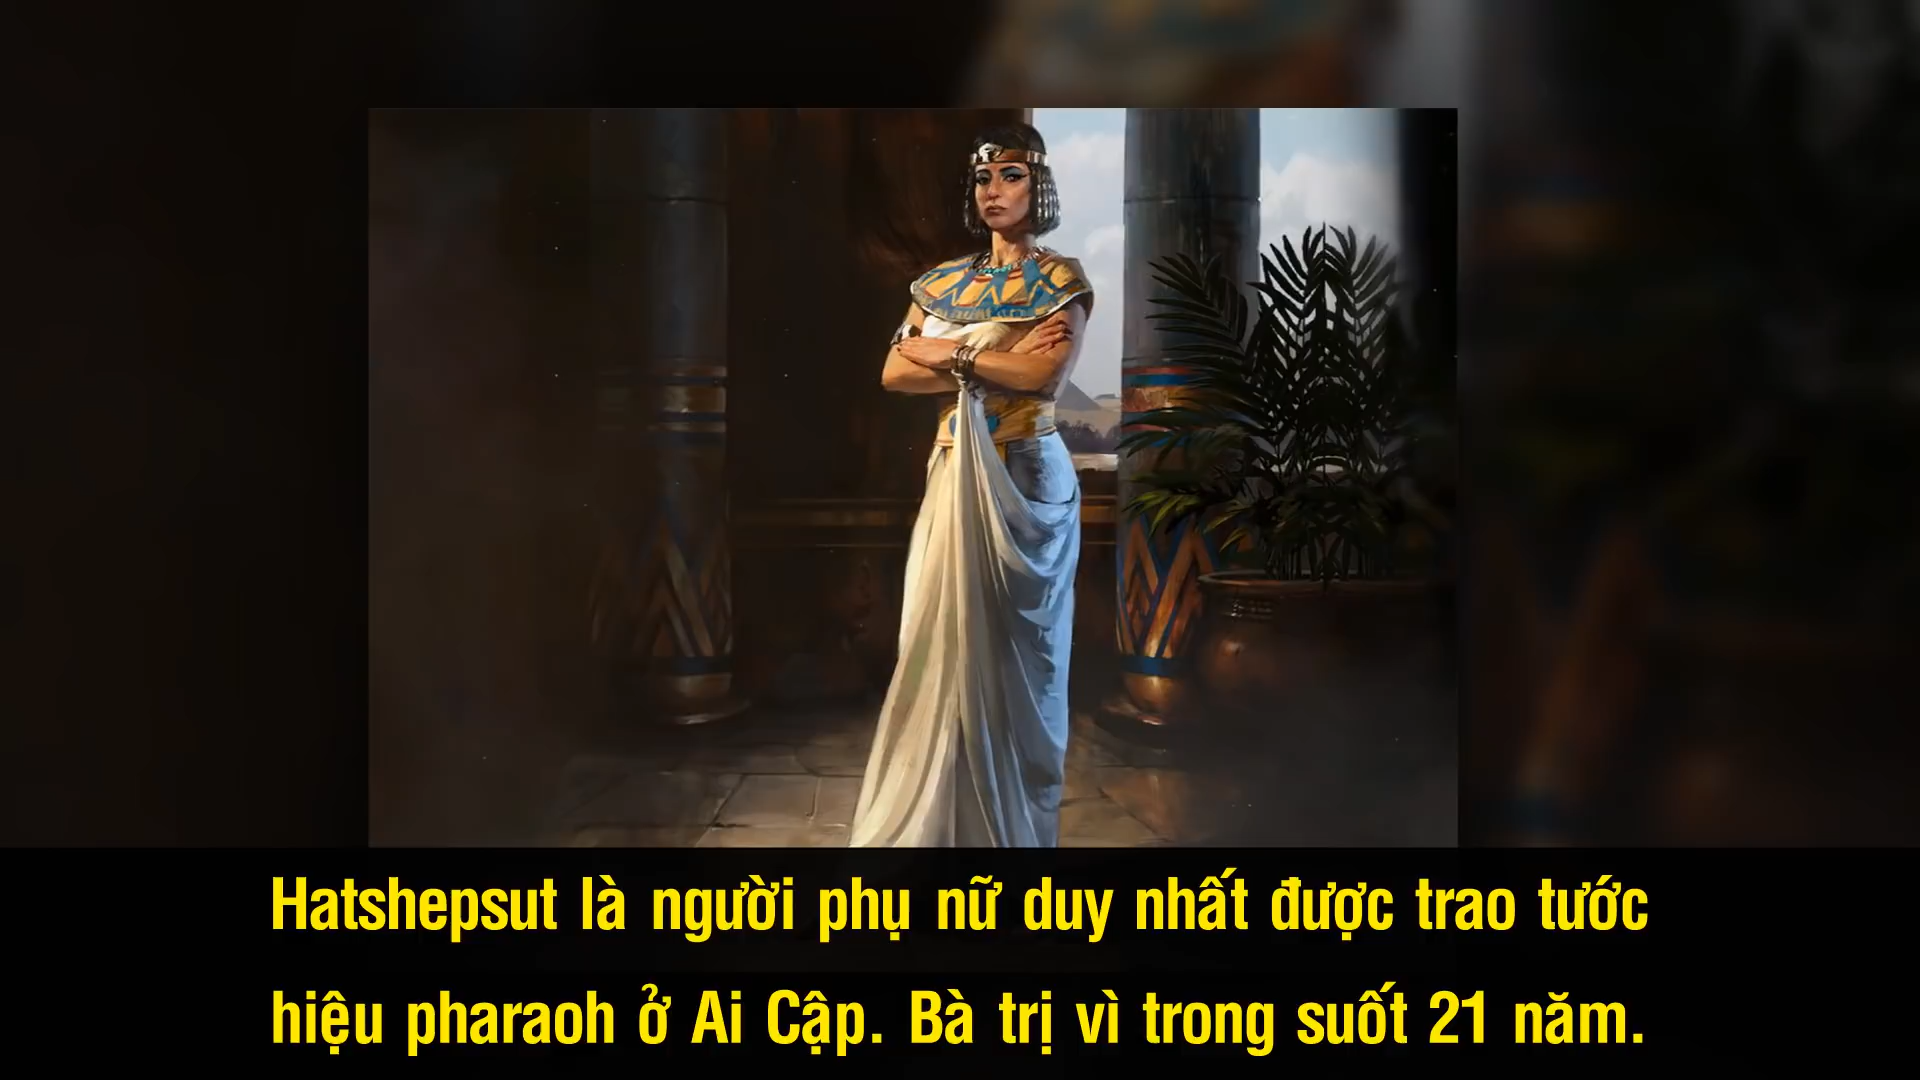 Hatshepsut là người phụ nữ duy nhất được trao tước
hiệu pharaoh ở Ai Cập. Bà trị vì trong suốt 21 năm.